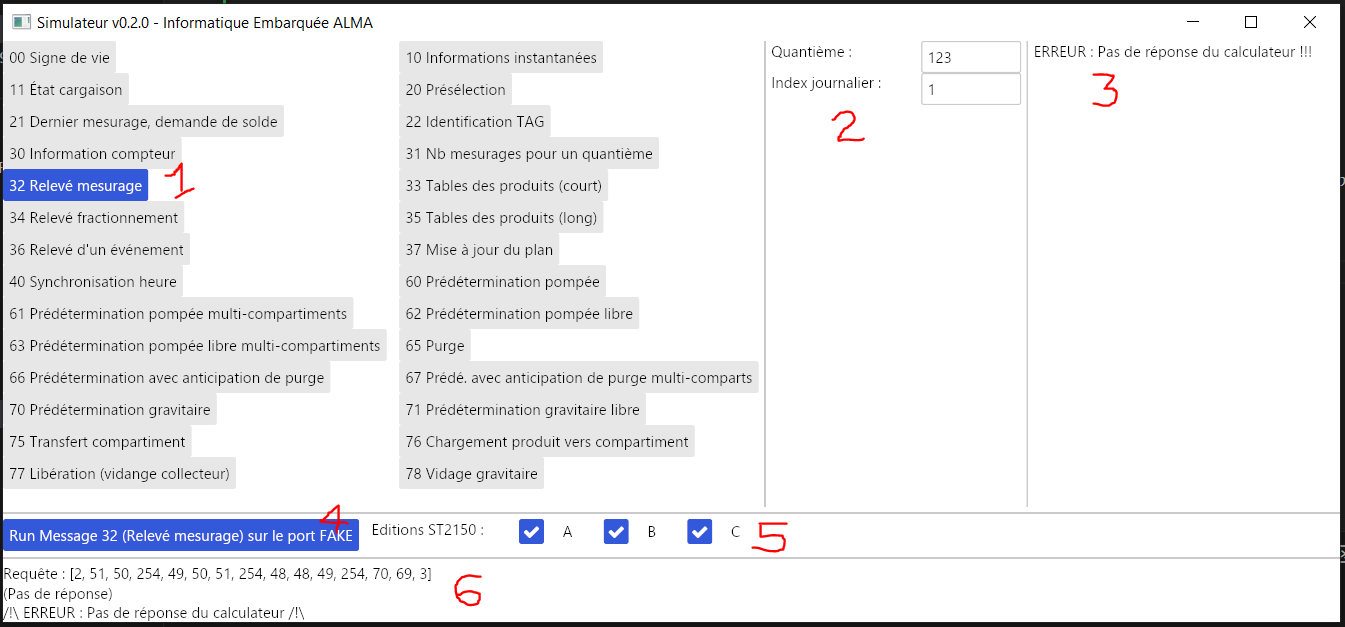 Simulateur v0.2.0 - Informatique Embarquée ALMA
00 Signe de vie
10 Informations instantanées
11 État cargaison
20 Présélection
21 Dernier mesurage, demande de solde
22 Identification TAG
30 Information compteur
31 Nb mesurages pour un quantième
32 Relevé mesurage
1
33 Tables des produits (court)
34 Relevé fractionnement
35 Tables des produits (long)
36 Relevé d'un événement
37 Mise à jour du plan
40 Synchronisation heure
60 Prédétermination pompée
61 Prédétermination pompée multi-compartiments
62 Prédétermination pompée libre
63 Prédétermination pompée libre multi-compartiments
65 Purge
66 Prédétermination avec anticipation de purge
67 Prédé. avec anticipation de purge multi-comparts
70 Prédétermination gravitaire
71 Prédétermination gravitaire libre
75 Transfert compartiment
76 Chargement produit vers compartiment
77 Libération (vidange collecteur)
78 Vidage gravitaire
Quantième : 123
Index journalier : 1
2
ERREUR : Pas de réponse du calculateur !!!
3
Run Message 32 (Relevé mesurage) sur le port FAKE
4
Editions ST2150 : A B C
5
Requête : [2, 51, 50, 254, 49, 50, 51, 254, 48, 48, 49, 254, 70, 69, 3]
(Pas de réponse)
/!\ ERREUR : Pas de réponse du calculateur /!\
6